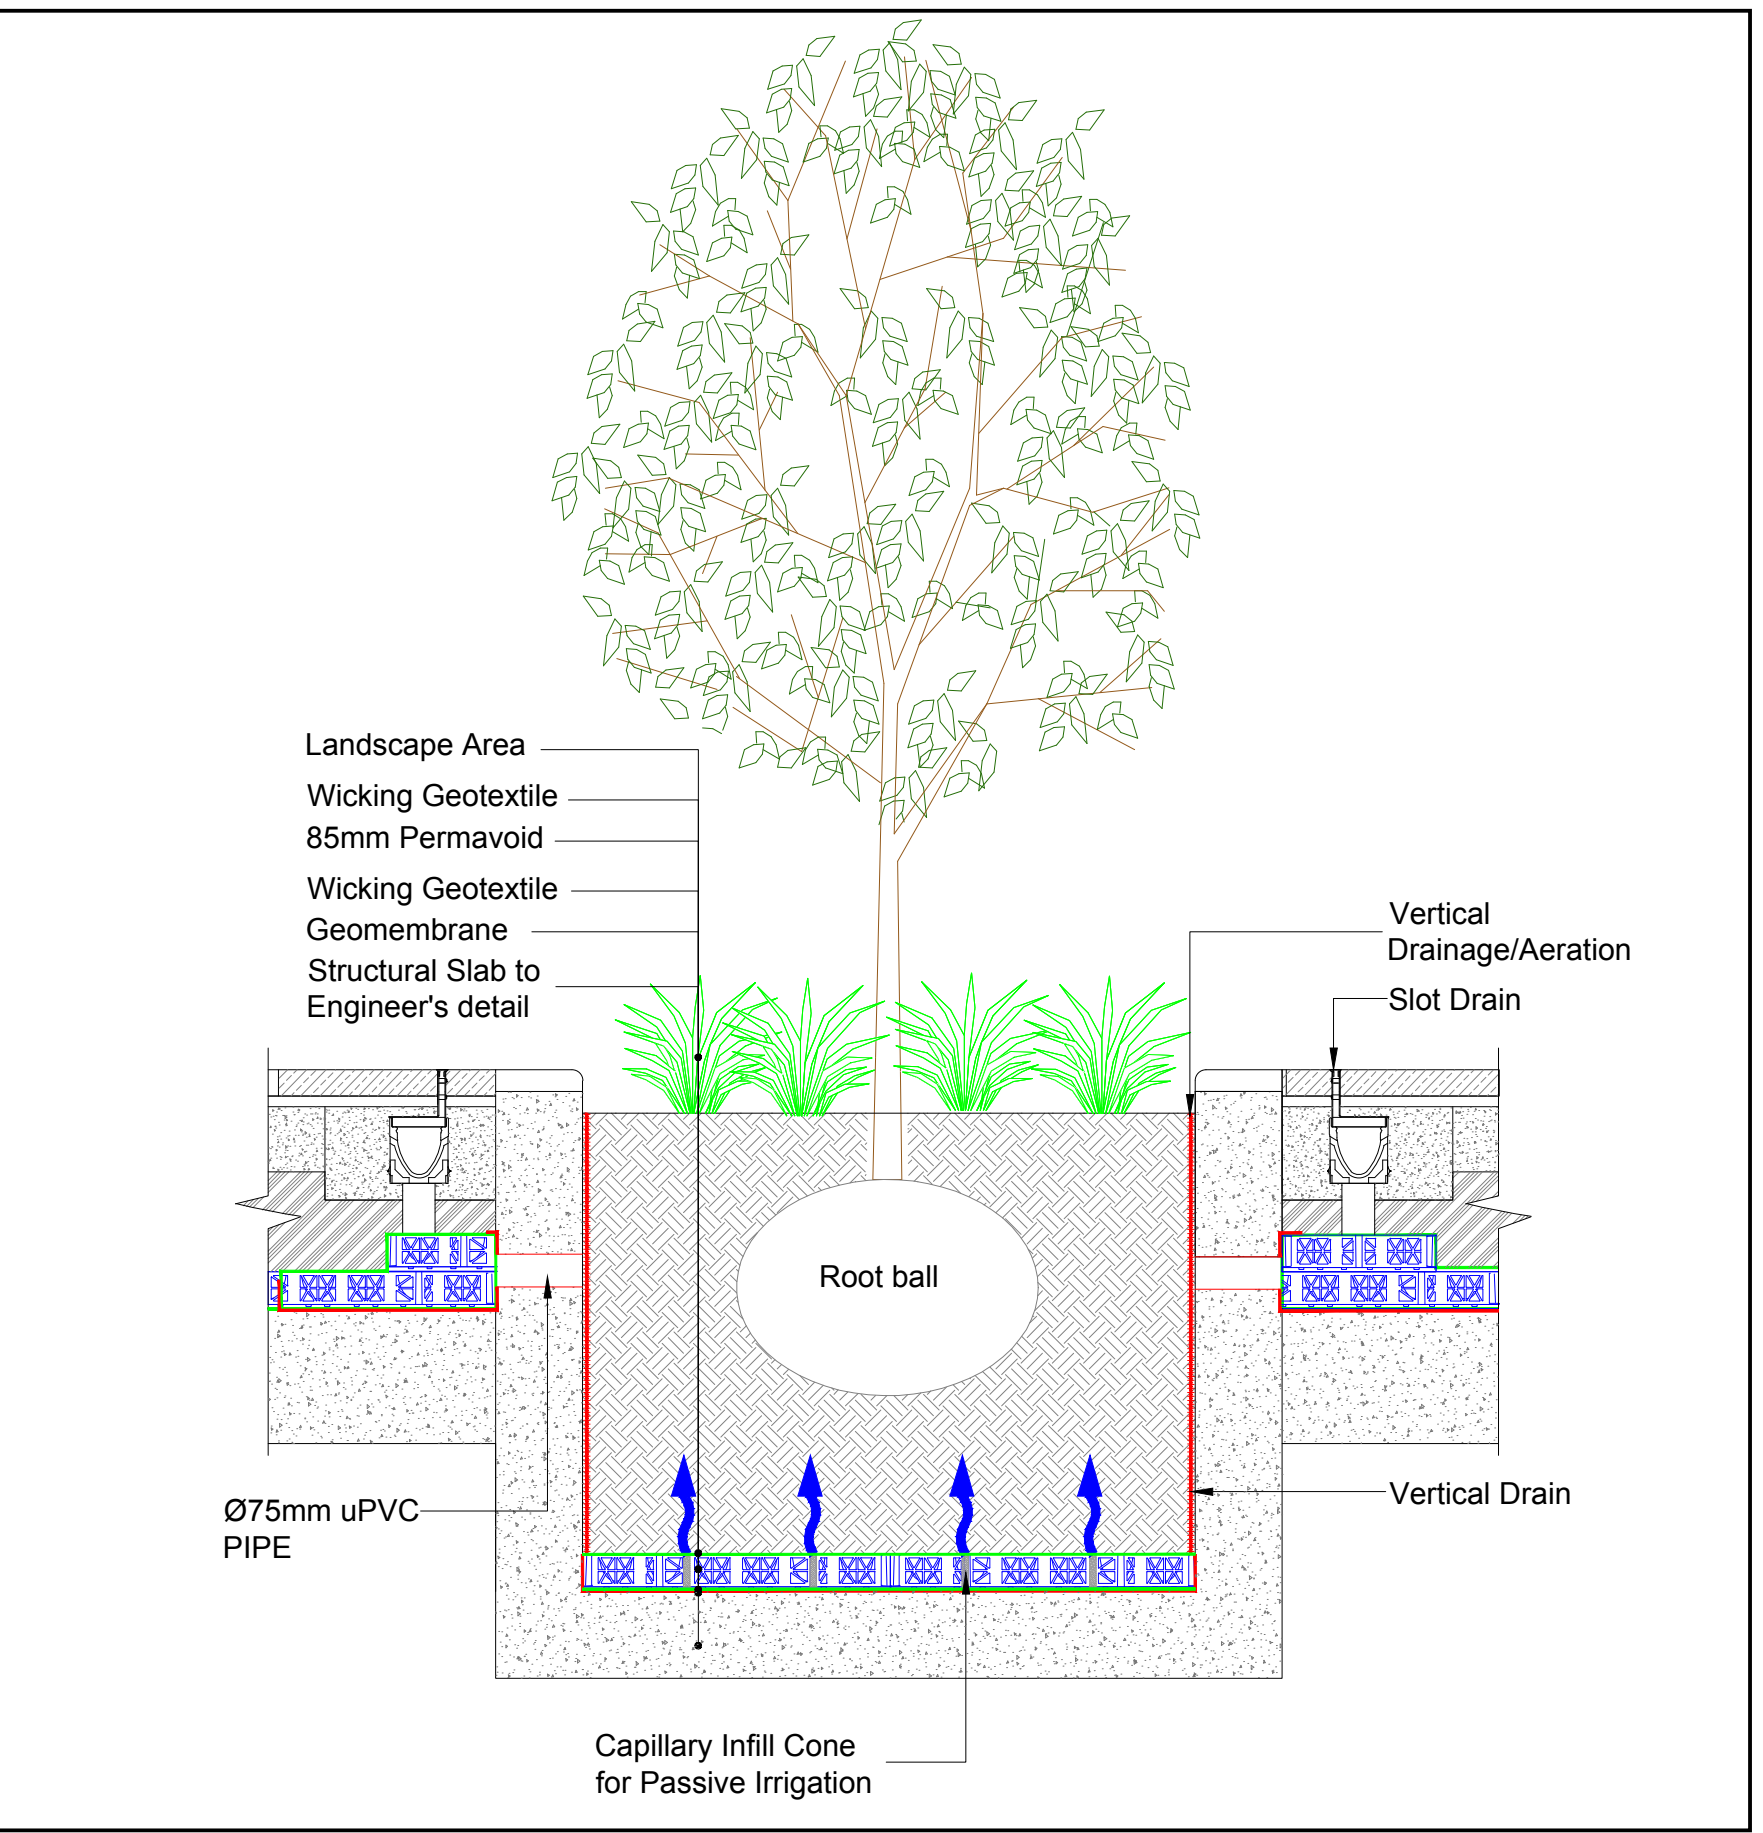 Landscape Area
Wicking Geotextile
85mm Permavoid
Wicking Geotextile
Geomembrane
Structural Slab to
Engineer's detail
Vertical
Drainage/Aeration
Slot Drain
Root ball
Ø75mm uPVC
PIPE
Vertical Drain
Capillary Infill Cone
for Passive Irrigation